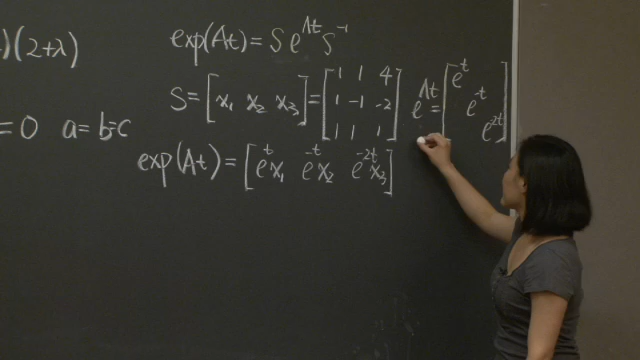 exp(At) = S e^Λt S^-1
)(2+λ)
S = [x1 x2 x3] = [1 1 4
1 -1 -2
1 1 1] e^Λt = [e^t
e^-t
e^-2t]
= 0 a=b=c
exp(At) = [e^t x1 e^-t x2 e^-2t x3]